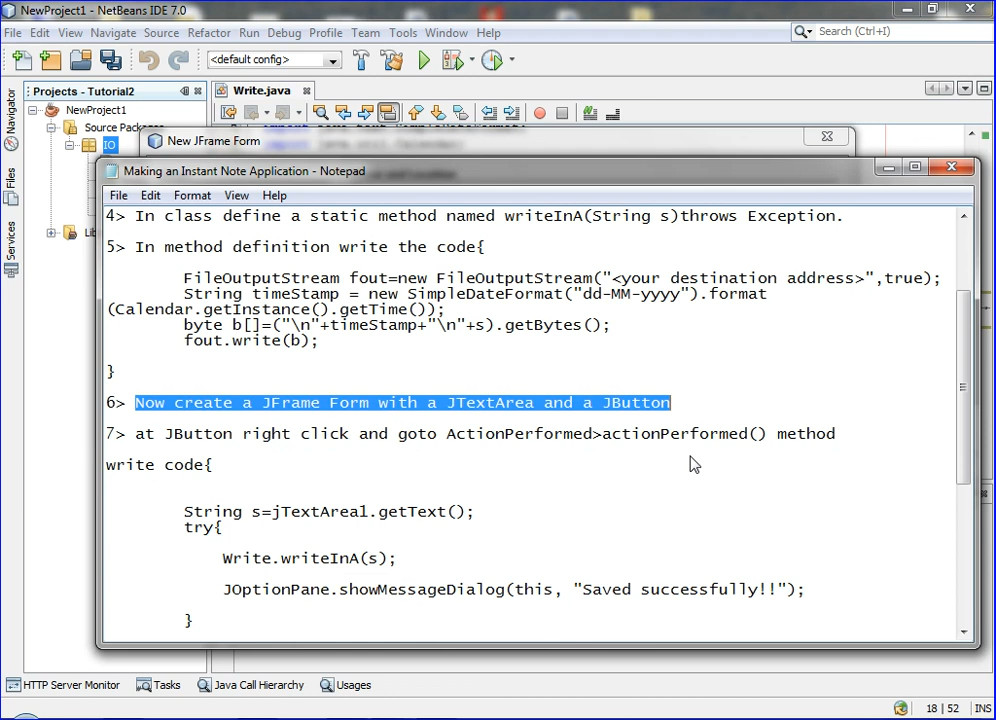 NewProject1 - NetBeans IDE 7.0
File Edit View Navigate Source Refactor Run Debug Profile Team Tools Window Help
Search (Ctrl+I)
<default config>
Projects - Tutorial2
Write.java
Navigator
Files
Services
NewProject1
Source Packages
IO
New JFrame Form
Making an Instant Note Application - Notepad
File Edit Format View Help
4> In class define a static method named writeInA(String s)throws Exception.
5> In method definition write the code{
FileOutputStream fout=new FileOutputStream("<your destination address>",true);
String timeStamp = new SimpleDateFormat("dd-MM-yyyy").format
(Calendar.getInstance().getTime());
byte b[]=("\n"+timeStamp+"\n"+s).getBytes();
fout.write(b);
}
6> Now create a JFrame Form with a JTextArea and a JButton
7> at JButton right click and goto ActionPerformed>actionPerformed() method
write code{
String s=jTextArea1.getText();
try{
Write.writeInA(s);
JOptionPane.showMessageDialog(this, "Saved successfully!!");
}
HTTP Server Monitor Tasks Java Call Hierarchy Usages
18 | 52 INS